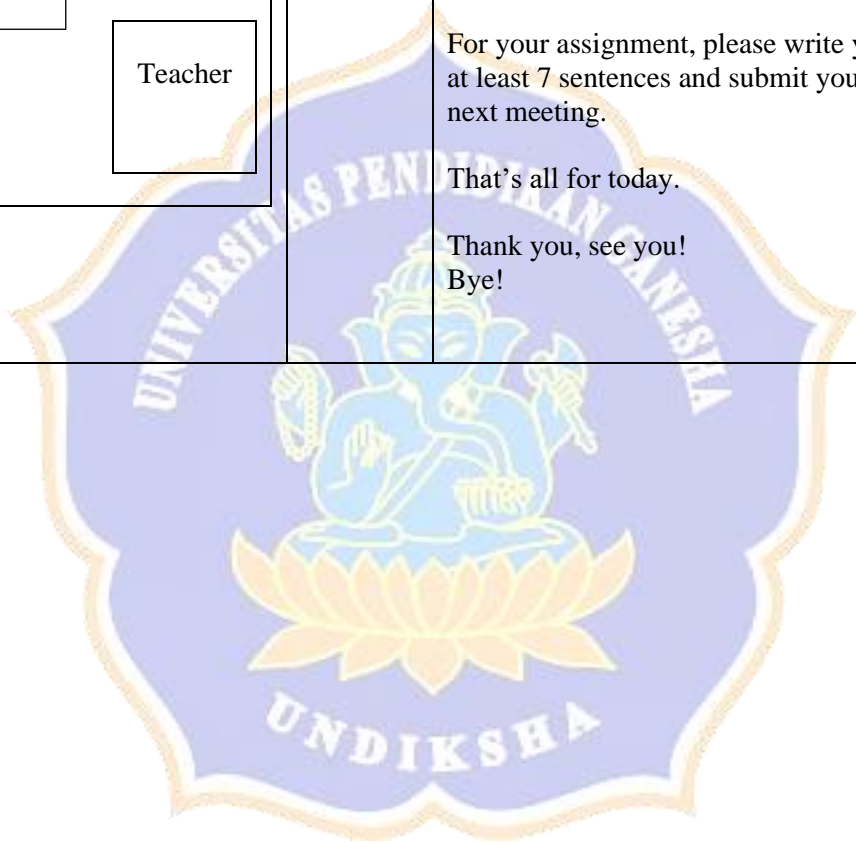 Teacher
For your assignment, please write
at least 7 sentences and submit
next meeting.
That’s all for today.
Thank you, see you!
Bye!
UNIVERSITAS PENDIDIKAN GANESHA
UNDIKSHA